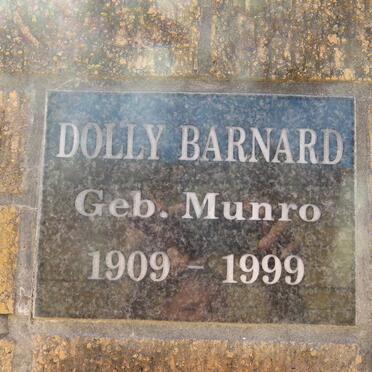 DOLLY BARNARD
Geb. Munro
1909 - 1999